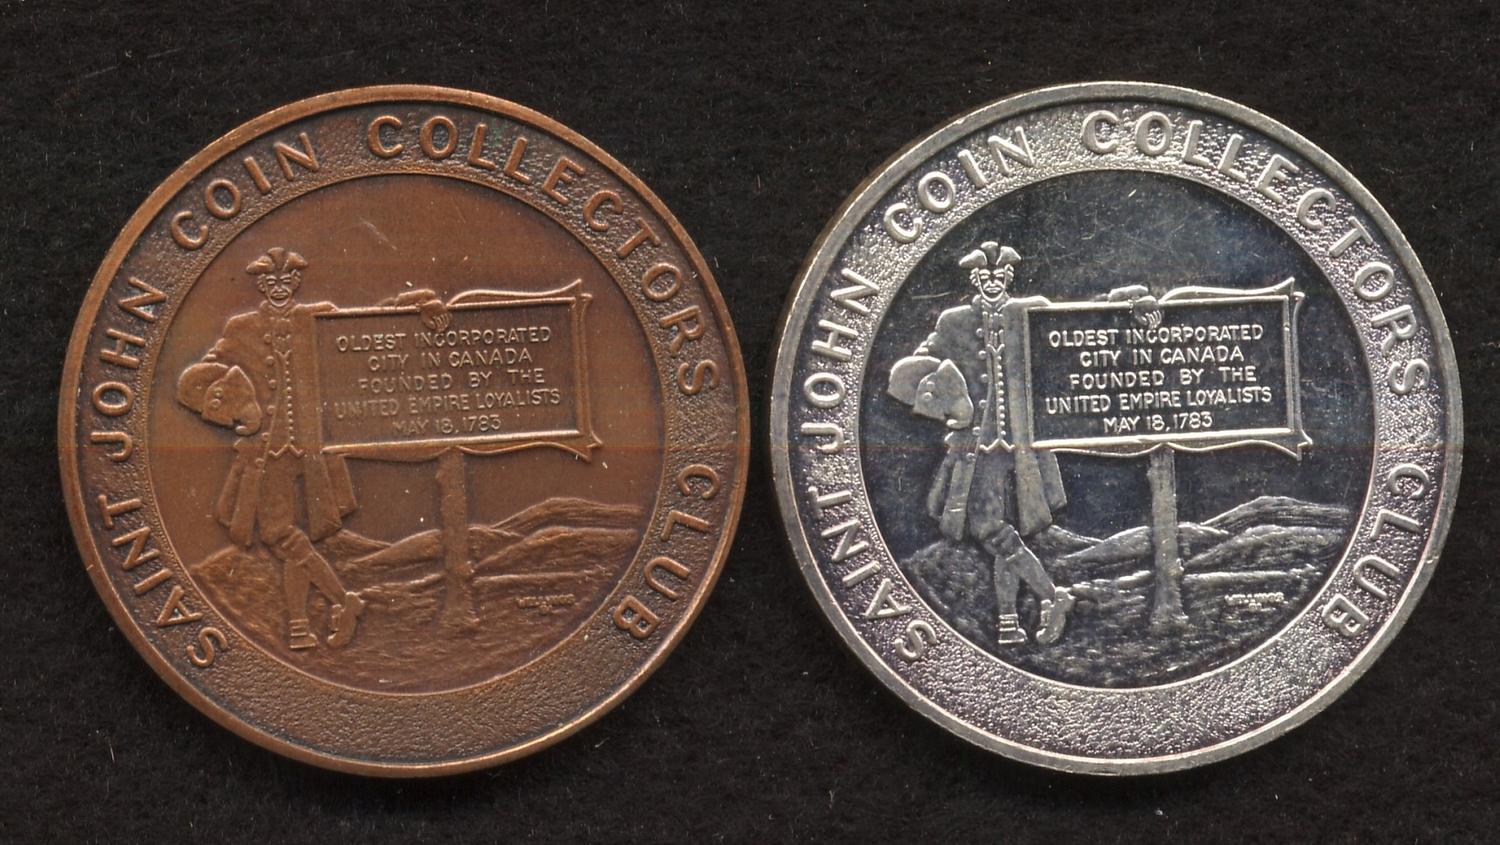 SAINT JOHN COIN COLLECTORS CLUB
OLDEST INCORPORATED
CITY IN CANADA
FOUNDED BY THE
UNITED EMPIRE LOYALISTS
MAY 18, 1783
SAINT JOHN COIN COLLECTORS CLUB
OLDEST INCORPORATED
CITY IN CANADA
FOUNDED BY THE
UNITED EMPIRE LOYALISTS
MAY 18, 1783